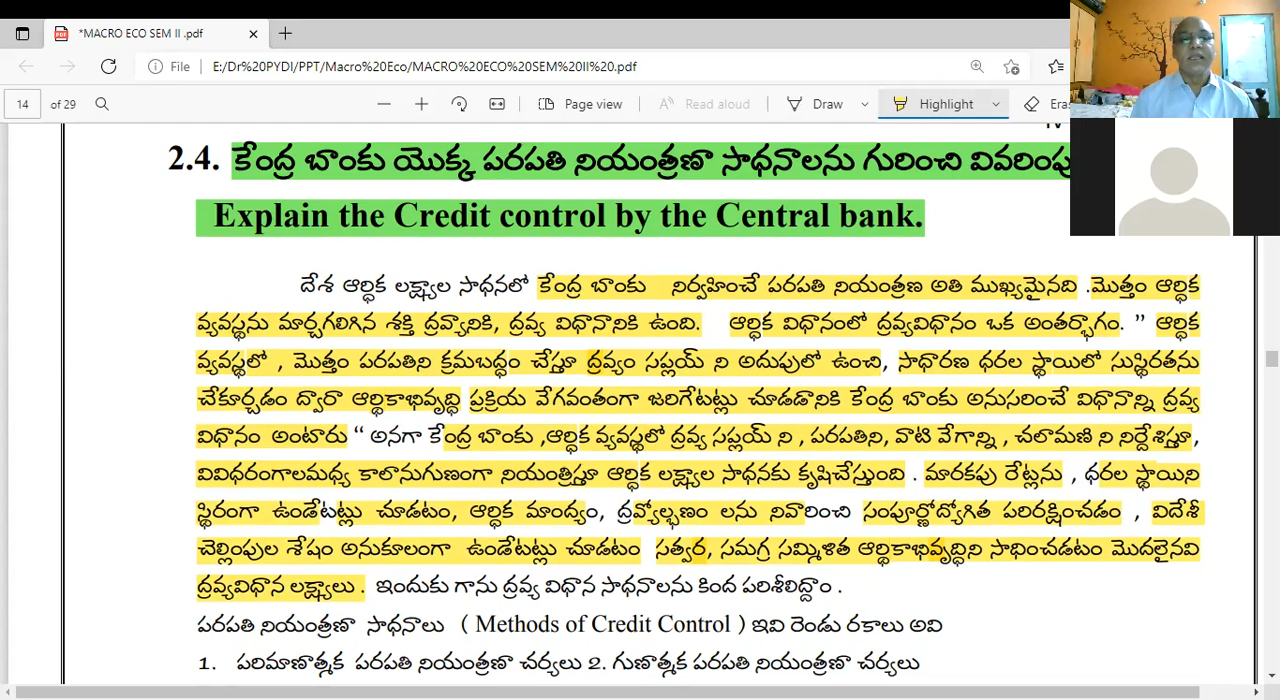 *MACRO ECO SEM II .pdf
File E:/Dr%20PYDI/PPT/Macro%20Eco/MACRO%20ECO%20SEM%20II%20.pdf
14 of 29 Page view Read aloud Draw Highlight
2.4. కేంద్ర బాంకు యొక్క పరపతి నియంత్రణా సాధనాలను గురించి
Explain the Credit control by the Central bank.
దేశ ఆర్ధిక లక్ష్యాల సాధనలో కేంద్ర బాంకు నిర్వహించే పరపతి నియంత్రణ అతి ముఖ్యమైనది .మొత్తం ఆర్ధిక
వ్యవస్థను మార్చగలిగిన శక్తి ద్రవ్యానికి, ద్రవ్య విధానానికి ఉంది. ఆర్ధిక విధానంలో ద్రవ్యవిధానం ఒక అంతర్భాగం. ” ఆర్ధిక
వ్యవస్థలో , మొత్తం పరపతిని క్రమబద్ధం చేస్తూ ద్రవ్యం సప్లయ్ ని అదుపులో ఉంచి, సాధారణ ధరల స్థాయిలో సుస్థిరతను
చేకూర్చడం ద్వారా ఆర్థికాభివృద్ధి ప్రక్రియ వేగవంతంగా జరిగేటట్లు చూడడానికి కేంద్ర బాంకు అనుసరించే విధానాన్ని ద్రవ్య
విధానం అంటారు “ అనగా కేంద్ర బాంకు ,ఆర్ధిక వ్యవస్థలో ద్రవ్య సప్లయ్ ని , పరపతిని, వాటి వేగాన్ని , చలామణి ని నిర్దేశిస్తూ,
వివిధరంగాలమధ్య కాలానుగుణంగా నియంత్రిస్తూ ఆర్ధిక లక్ష్యాల సాధనకు కృషిచేస్తుంది . మారకపు రేట్లను , ధరల స్థాయిని
స్థిరంగా ఉండేటట్లు చూడటం, ఆర్ధిక మాంద్యం, ద్రవ్యోల్బణం లను నివారించి సంపూర్ణోద్యోగిత పరిరక్షించడం , విదేశీ
చెల్లింపుల శేషం అనుకూలంగా ఉండేటట్లు చూడటం సత్వర, సమగ్ర సమ్మిళిత ఆర్థికాభివృద్ధిని సాధించడటం మొదలైనవి
ద్రవ్యవిధాన లక్ష్యాలు . ఇందుకు గాను ద్రవ్య విధాన సాధనాలను కింద పరిశీలిద్దాం .
పరపతి నియంత్రణా సాధనాలు ( Methods of Credit Control ) ఇవి రెండు రకాలు అవి
1. పరిమాణాత్మక పరపతి నియంత్రణా చర్యలు 2. గుణాత్మక పరపతి నియంత్రణా చర్యలు